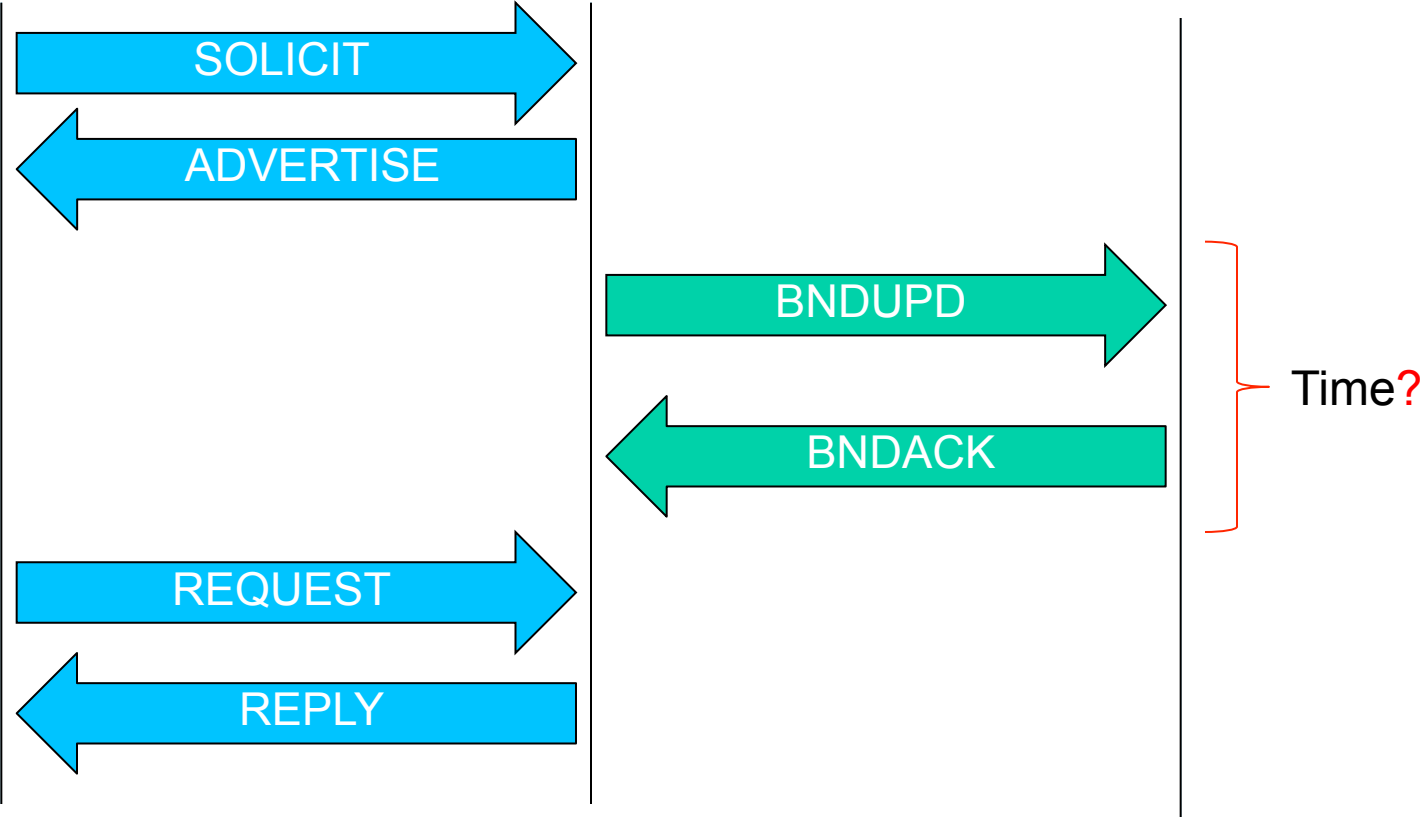 SOLICIT
ADVERTISE
BNDUPD
Time?
BNDACK
REQUEST
REPLY